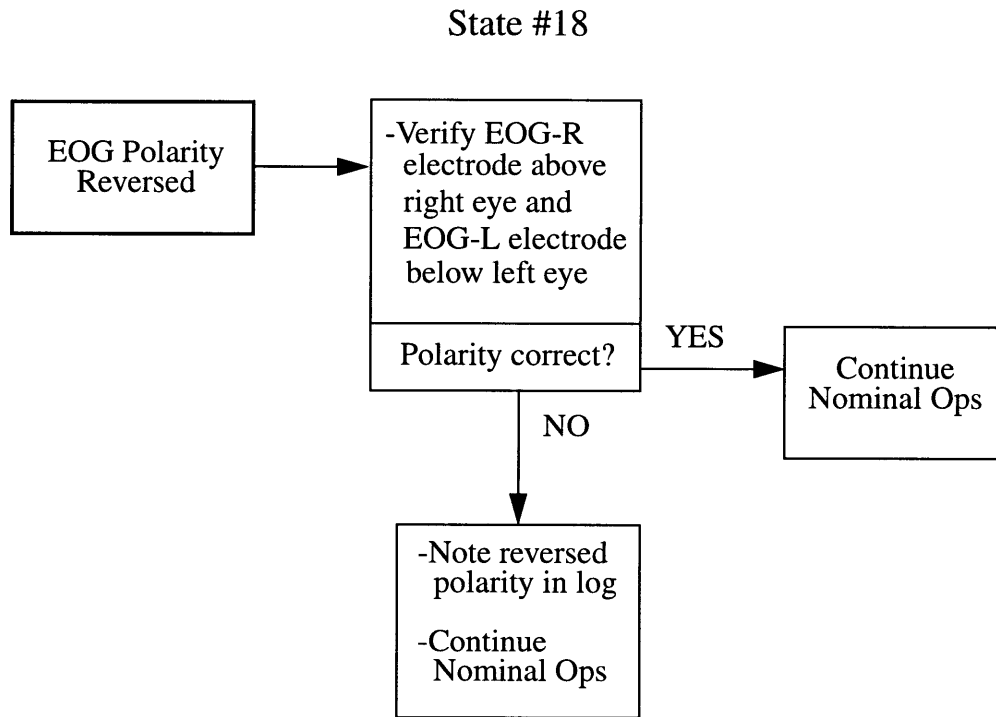 State #18
EOG Polarity
Reversed
-Verify EOG-R
electrode above
right eye and
EOG-L electrode
below left eye
Polarity correct?
YES
Continue
Nominal Ops
NO
-Note reversed
polarity in log
-Continue
Nominal Ops